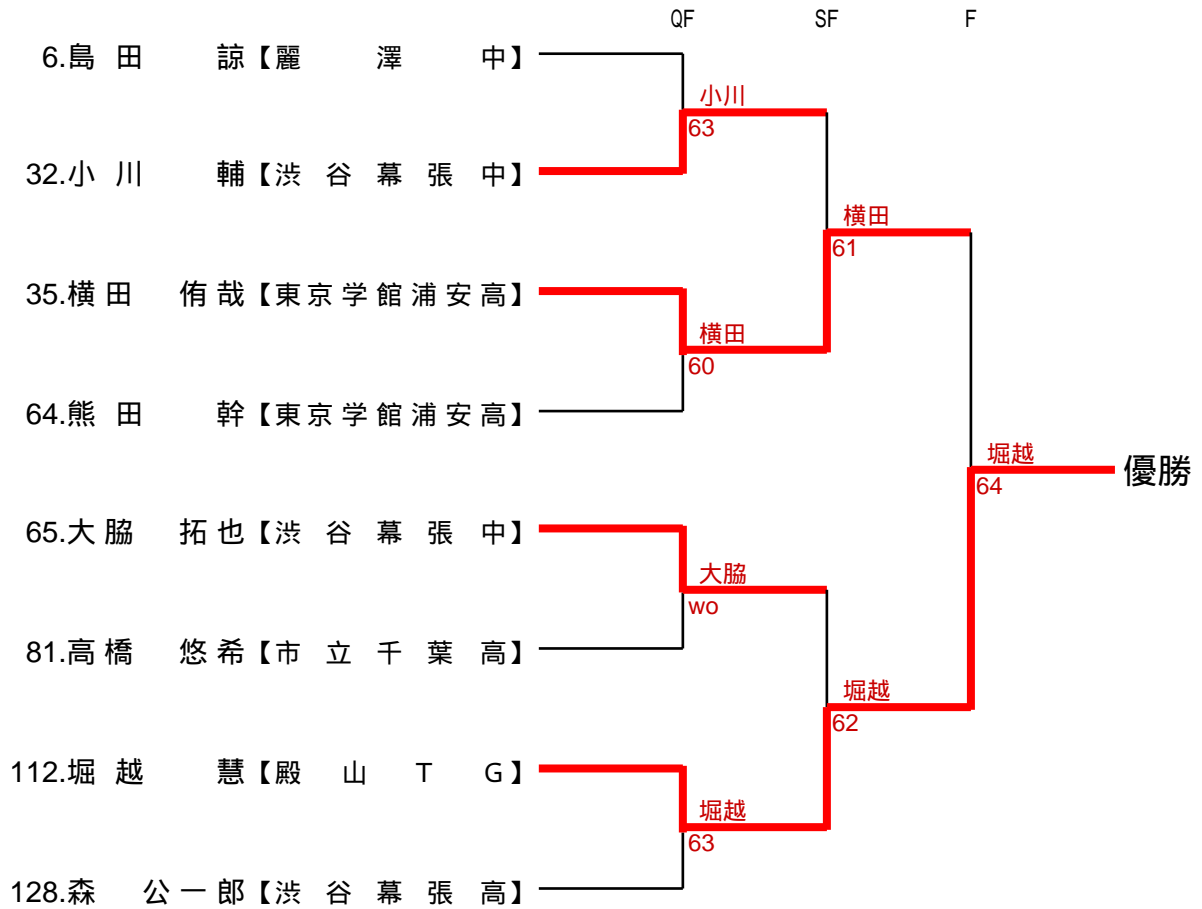 QF SF F
6.島田 諒【麗澤中】
小川
63
32.小川 輔【渋谷幕張中】
横田
61
35.横田 侑哉【東京学館浦安高】
横田
60
64.熊田 幹【東京学館浦安高】
堀越
64
優勝
65.大脇 拓也【渋谷幕張中】
大脇
wo
81.高橋 悠希【市立千葉高】
堀越
62
112.堀越 慧【殿山TG】
堀越
63
128.森 公一郎【渋谷幕張高】